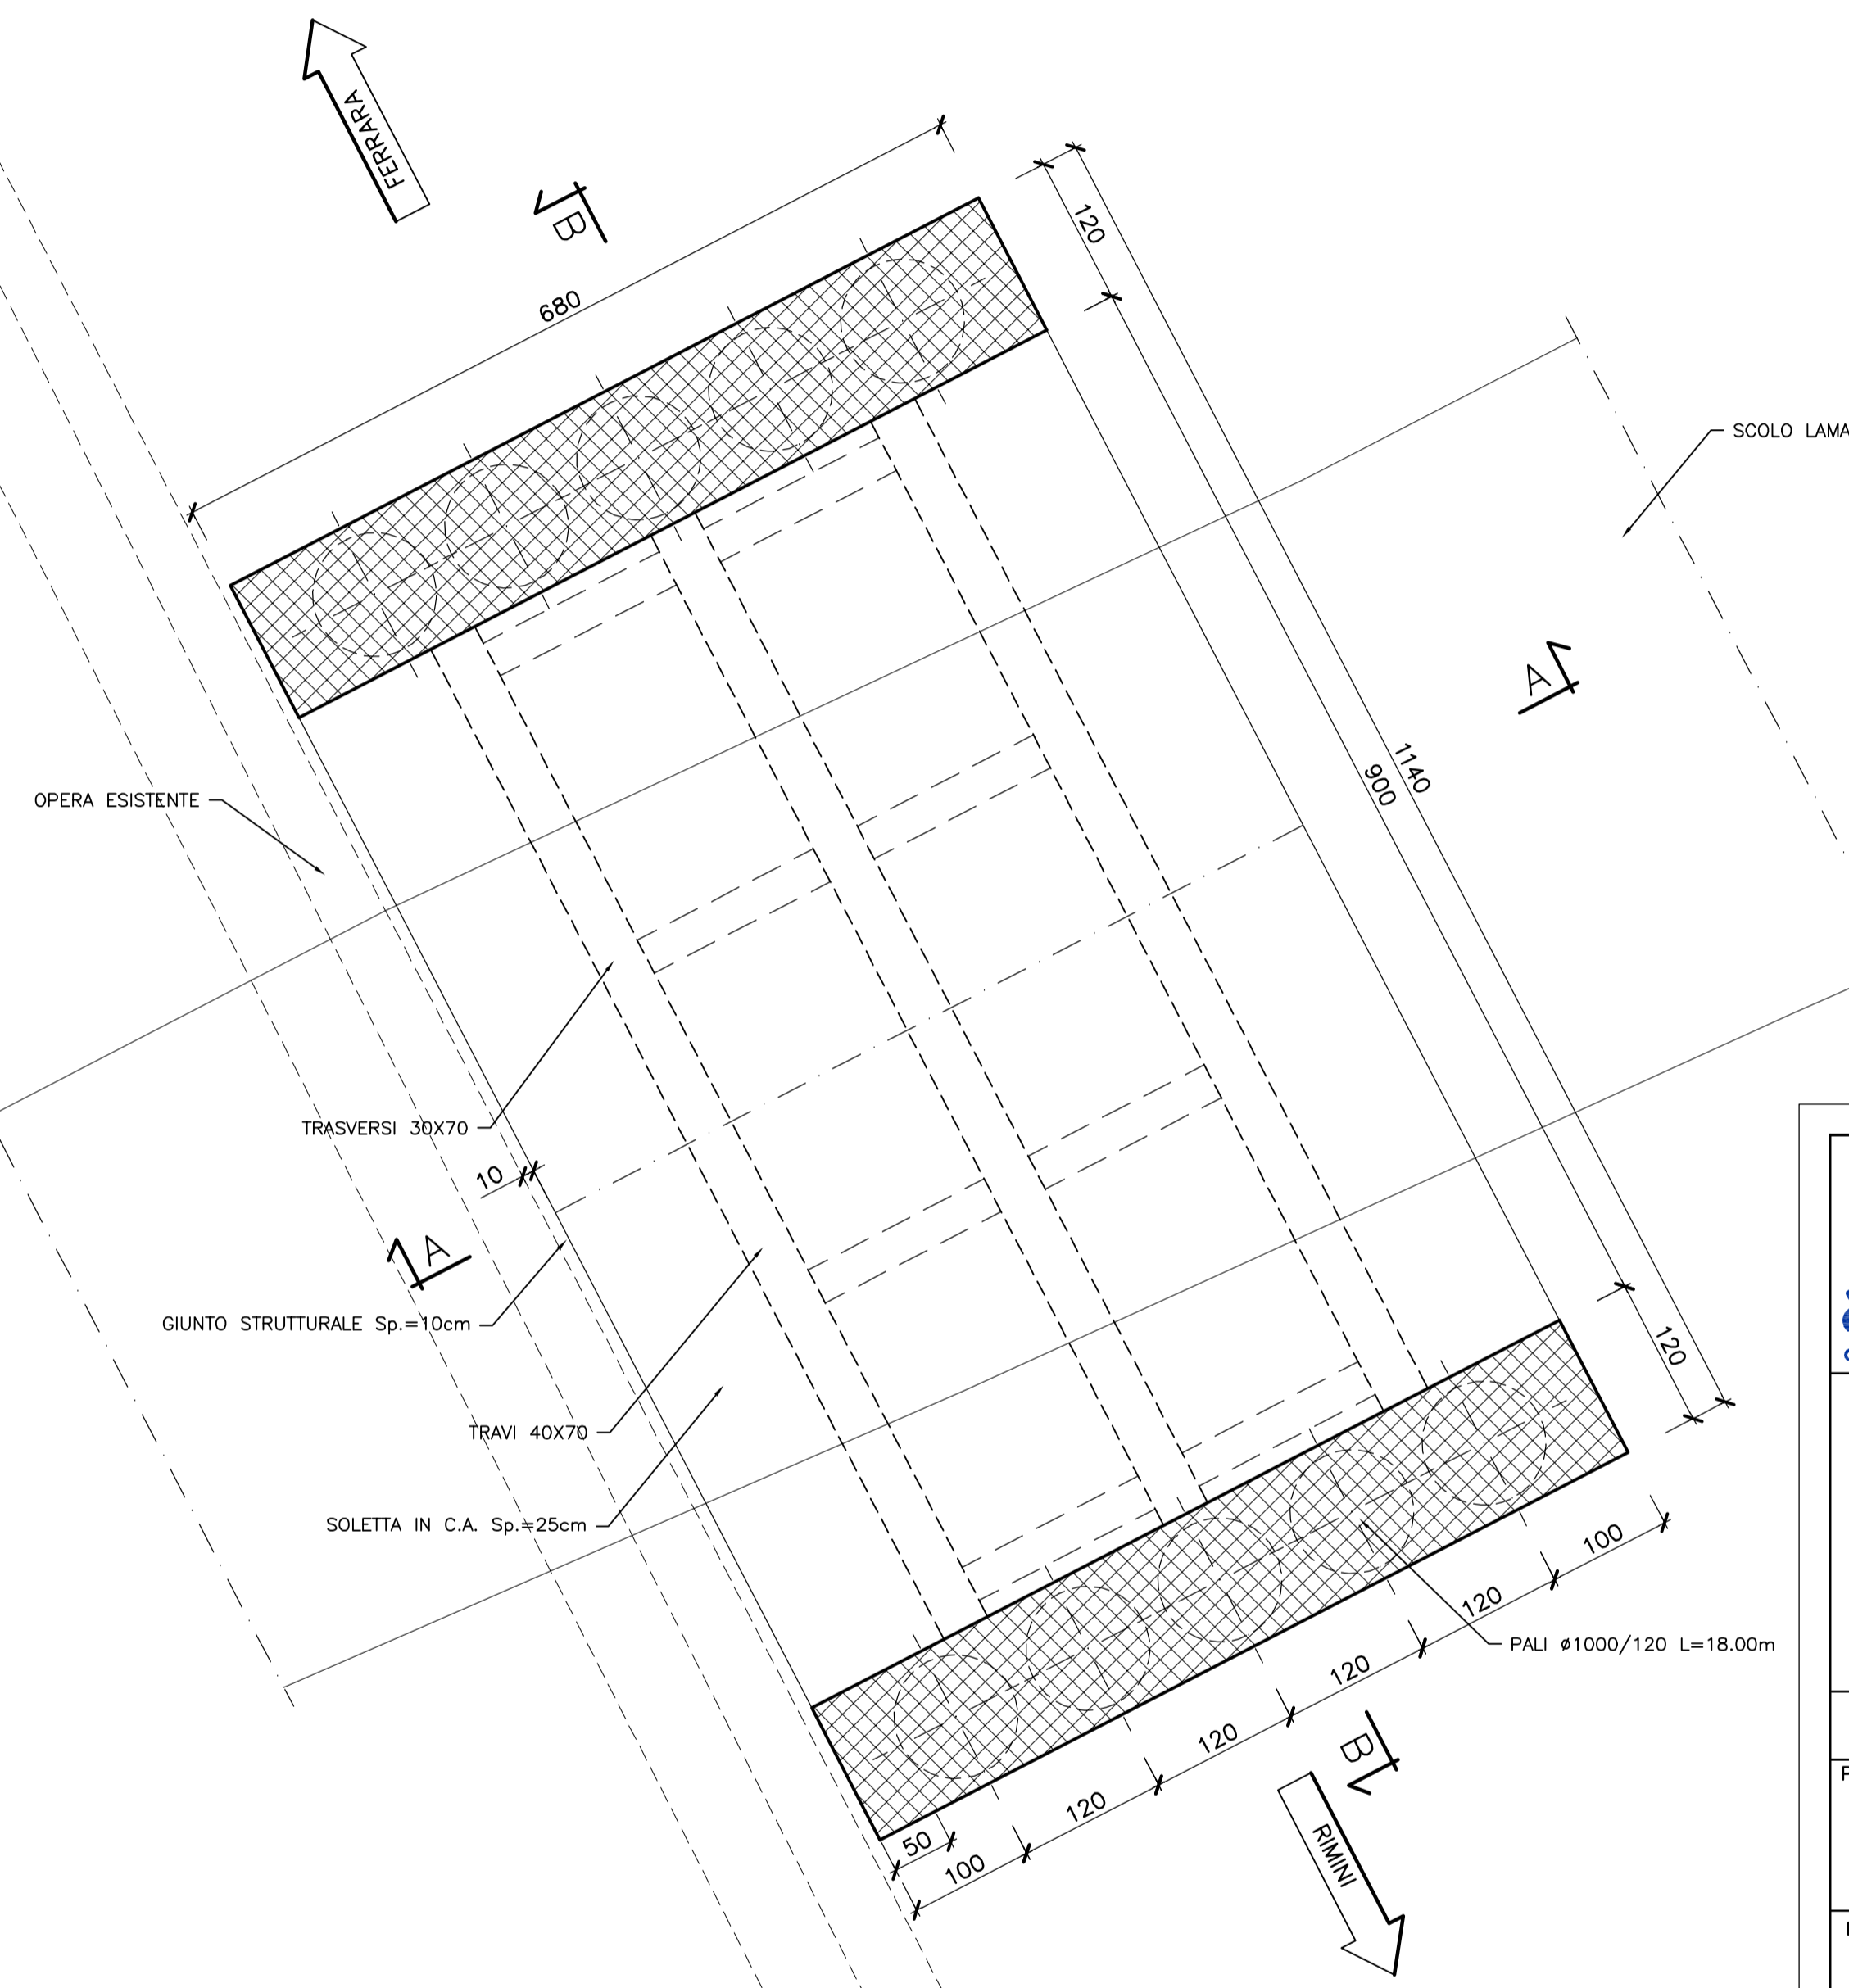 FERRARA
B
680
120
SCOLO LAMA
A
1140
900
OPERA ESISTENTE
TRASVERSI 30X70
10
A
GIUNTO STRUTTURALE Sp.=10cm
120
TRAVI 40X70
SOLETTA IN C.A. Sp.=25cm
100
120
PALI ø1000/120 L=18.00m
120
120
B
120
50
100
RIMINI